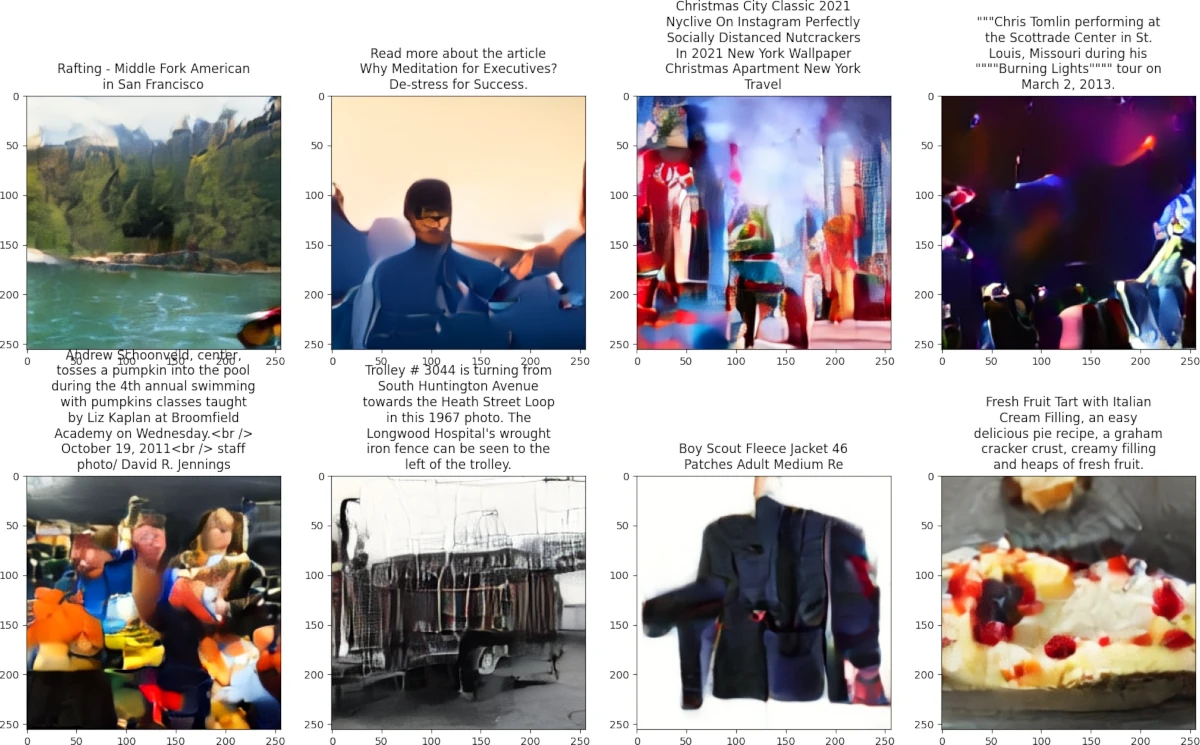 Rafting - Middle Fork American
in San Francisco
Read more about the article
Why Meditation for Executives?
De-stress for Success.
Christmas City Classic 2021
Nyclive On Instagram Perfectly
Socially Distanced Nutcrackers
In 2021 New York Wallpaper
Christmas Apartment New York
Travel
"""Chris Tomlin performing at
the Scottrade Center in St.
Louis, Missouri during his
""""Burning Lights"""" tour on
March 2, 2013.
0
50
100
150
200
250
0 50 100 150 200 250
0
50
100
150
200
250
0 50 100 150 200 250
0
50
100
150
200
250
0 50 100 150 200 250
0
50
100
150
200
250
0 50 100 150 200 250
Andrew Schoonveld, center,
tosses a pumpkin into the pool
during the 4th annual swimming
with pumpkins classes taught
by Liz Kaplan at Broomfield
Academy on Wednesday.<br />
October 19, 2011<br /> staff
photo/ David R. Jennings
Trolley # 3044 is turning from
South Huntington Avenue
towards the Heath Street Loop
in this 1967 photo. The
Longwood Hospital's wrought
iron fence can be seen to the
left of the trolley.
Boy Scout Fleece Jacket 46
Patches Adult Medium Re
Fresh Fruit Tart with Italian
Cream Filling, an easy
delicious pie recipe, a graham
cracker crust, creamy filling
and heaps of fresh fruit.
0
50
100
150
200
250
0 50 100 150 200 250
0
50
100
150
200
250
0 50 100 150 200 250
0
50
100
150
200
250
0 50 100 150 200 250
0
50
100
150
200
250
0 50 100 150 200 250